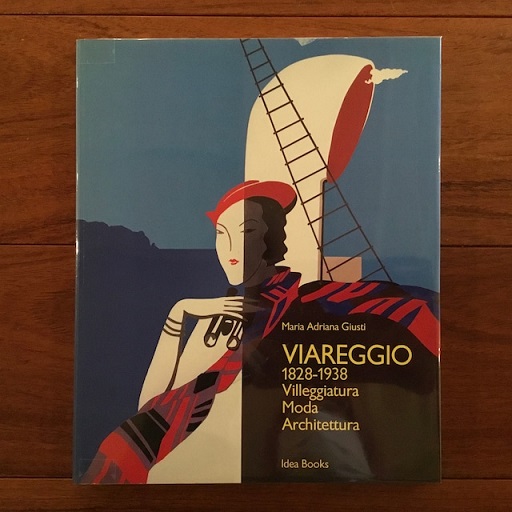 Maria Adriana Giusti
VIAREGGIO
1828-1938
Villeggiatura
Moda
Architettura
Idea Books